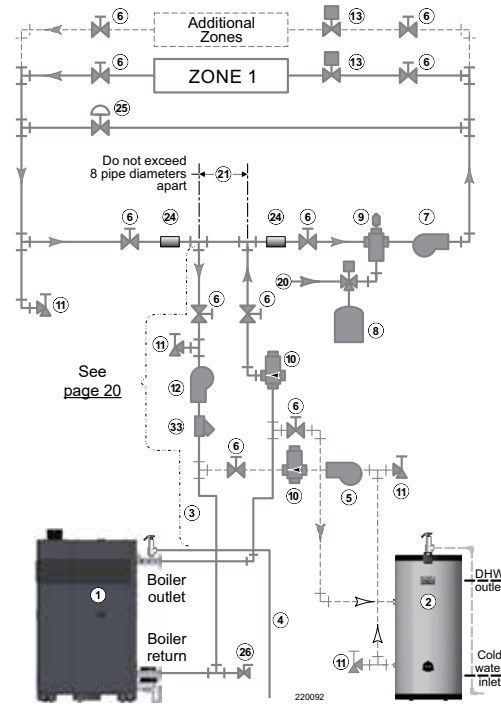 6
Additional
Zones
13
6
6
ZONE 1
13
6
25
Do not exceed
8 pipe diameters
apart
21
6
24
24
6
9
7
11
6
6
20
8
11
See
page 20
12
10
33
6
6
10
5
11
3
1
Boiler
outlet
4
2
DHW
outlet
Boiler
return
26
11
Cold
water
inlet
220092